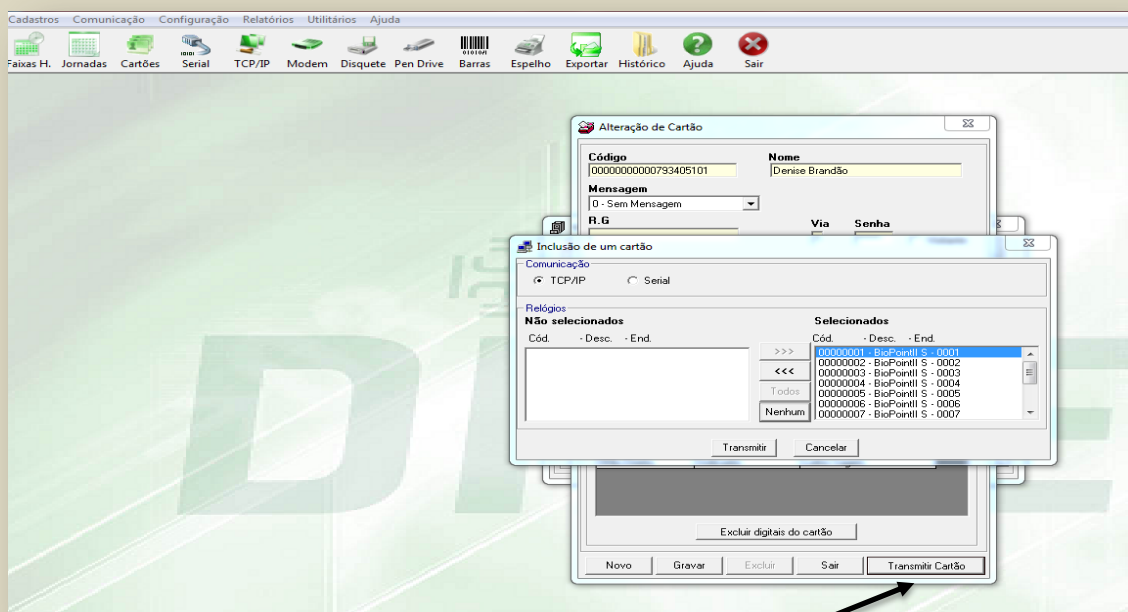 Cadastros Comunicação Configuração Relatórios Utilitários Ajuda
Faixas H. Jornadas Cartões Serial TCP/IP Modem Disquete Pen Drive Barras Espelho Exportar Histórico Ajuda Sair
Alteração de Cartão
Código Nome
00000000000793405101 Denise Brandão
Mensagem
0 - Sem Mensagem
R.G Via Senha
Inclusão de um cartão
Comunicação
TCP/IP Serial
Relógios
Não selecionados Selecionados
Cód. - Desc. - End. Cód. - Desc. - End.
>>> 00000001 - BioPointII S - 0001
00000002 - BioPointII S - 0002
<<< 00000003 - BioPointII S - 0003
00000004 - BioPointII S - 0004
Todos 00000005 - BioPointII S - 0005
00000006 - BioPointII S - 0006
Nenhum 00000007 - BioPointII S - 0007
Transmitir Cancelar
Excluir digitais do cartão
Novo Gravar Excluir Sair Transmitir Cartão